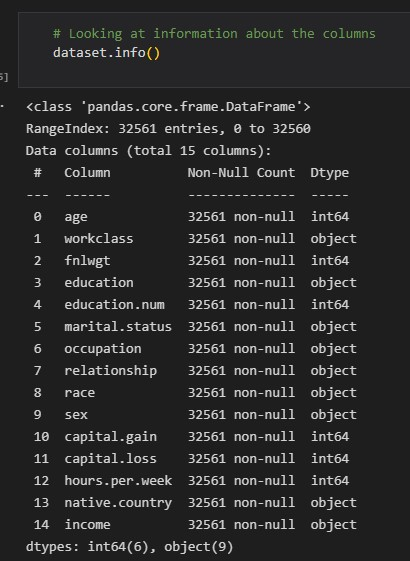 # Looking at information about the columns
dataset.info()
<class 'pandas.core.frame.DataFrame'>
RangeIndex: 32561 entries, 0 to 32560
Data columns (total 15 columns):
 #   Column          Non-Null Count  Dtype
---  ------          --------------  -----
 0   age             32561 non-null  int64
 1   workclass       32561 non-null  object
 2   fnlwgt          32561 non-null  int64
 3   education       32561 non-null  object
 4   education.num   32561 non-null  int64
 5   marital.status  32561 non-null  object
 6   occupation      32561 non-null  object
 7   relationship    32561 non-null  object
 8   race            32561 non-null  object
 9   sex             32561 non-null  object
 10  capital.gain    32561 non-null  int64
 11  capital.loss    32561 non-null  int64
 12  hours.per.week  32561 non-null  int64
 13  native.country  32561 non-null  object
 14  income          32561 non-null  object
dtypes: int64(6), object(9)